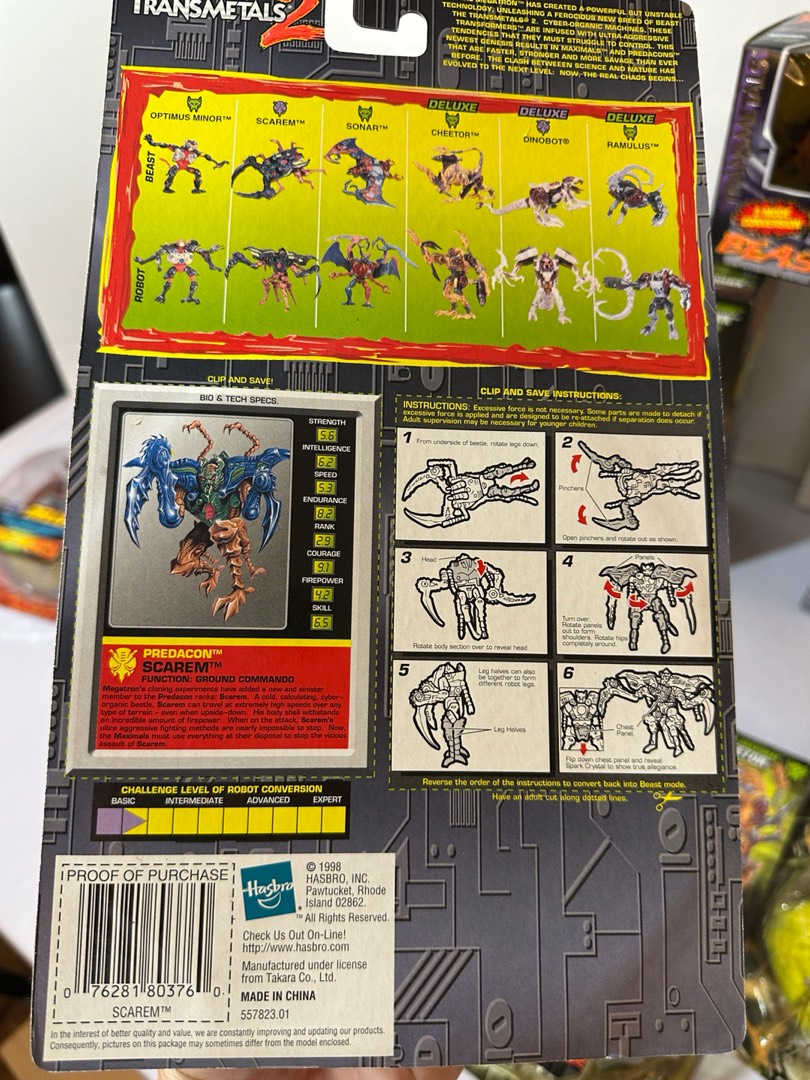 TRANSMETALS 2
MEGATRON™ HAS CREATED A POWERFUL BUT UNSTABLE
TECHNOLOGY, UNLEASHING A FEROCIOUS NEW BREED OF BEAST:
THE TRANSMETALS® 2. CYBER-ORGANIC MACHINES, THESE
TRANSFORMERS™ ARE INFUSED WITH ULTRA-AGGRESSIVE
TENDENCIES THAT THEY MUST STRUGGLE TO CONTROL. THIS
NEWEST GENESIS RESULTS IN MAXIMALS™ AND PREDACONS™
THAT ARE FASTER, STRONGER AND MORE SAVAGE THAN EVER
BEFORE. THE CLASH BETWEEEN SCIENCE AND NATURE HAS
EVOLVED TO THE NEXT LEVEL: NOW, THE REAL CHAOS BEGINS...
OPTIMUS MINOR™
SCAREM™
SONAR™
DELUXE
CHEETOR™
DELUXE
DINOBOT®
DELUXE
RAMULUS™
BEAST
ROBOT
CLIP AND SAVE!
BIO & TECH SPECS.
STRENGTH
5.6
INTELLIGENCE
6.2
SPEED
5.3
ENDURANCE
8.2
RANK
2.9
COURAGE
9.1
FIREPOWER
4.2
SKILL
6.5
PREDACON™
SCAREM™
FUNCTION: GROUND COMMANDO
Megatron's cloning experiments have added a new and sinister
member to the Predacon ranks: Scarem. A cold, calculating, cyber-
organic beetle, Scarem can travel at extremely high speeds over any
type of terrain – even when upside-down. His body shell withstands
an incredible amount of firepower. When on the attack, Scarem's
ultra aggressive fighting methods are nearly impossible to stop. Now,
the Maximals must use everything at their disposal to stop the vicious
assault of Scarem.
CLIP AND SAVE INSTRUCTIONS:
INSTRUCTIONS: Excessive force is not necessary. Some parts are made to detach if
excessive force is applied and are designed to be re-attached if separation does occur.
Adult supervision may be necessary for younger children.
1 From underside of beetle, rotate legs down.
2
Pinchers
Open pinchers and rotate out as shown.
3
Head
Rotate body section over to reveal head.
4
Panels
Turn over.
Rotate panels
out to form
shoulders. Rotate hips
completely around.
5
Leg halves can also
be together to form
different robot legs.
Leg Halves
6
Chest
Panel
Flip down chest panel and reveal
Spark Crystal to show true allegiance.
Reverse the order of the instructions to convert back into Beast mode.
Have an adult cut along dotted lines.
CHALLENGE LEVEL OF ROBOT CONVERSION
BASIC INTERMEDIATE ADVANCED EXPERT
PROOF OF PURCHASE
0 76281 80376 0
SCAREM™
Hasbro
© 1998
HASBRO, INC.
Pawtucket, Rhode
Island 02862.
™ All Rights Reserved.
Check Us Out On-Line!
http://www.hasbro.com
Manufactured under license
from Takara Co., Ltd.
MADE IN CHINA
557823.01
In the interest of better quality and value, we are constantly improving and updating our products.
Consequently, pictures on this package may sometimes differ from the model enclosed.